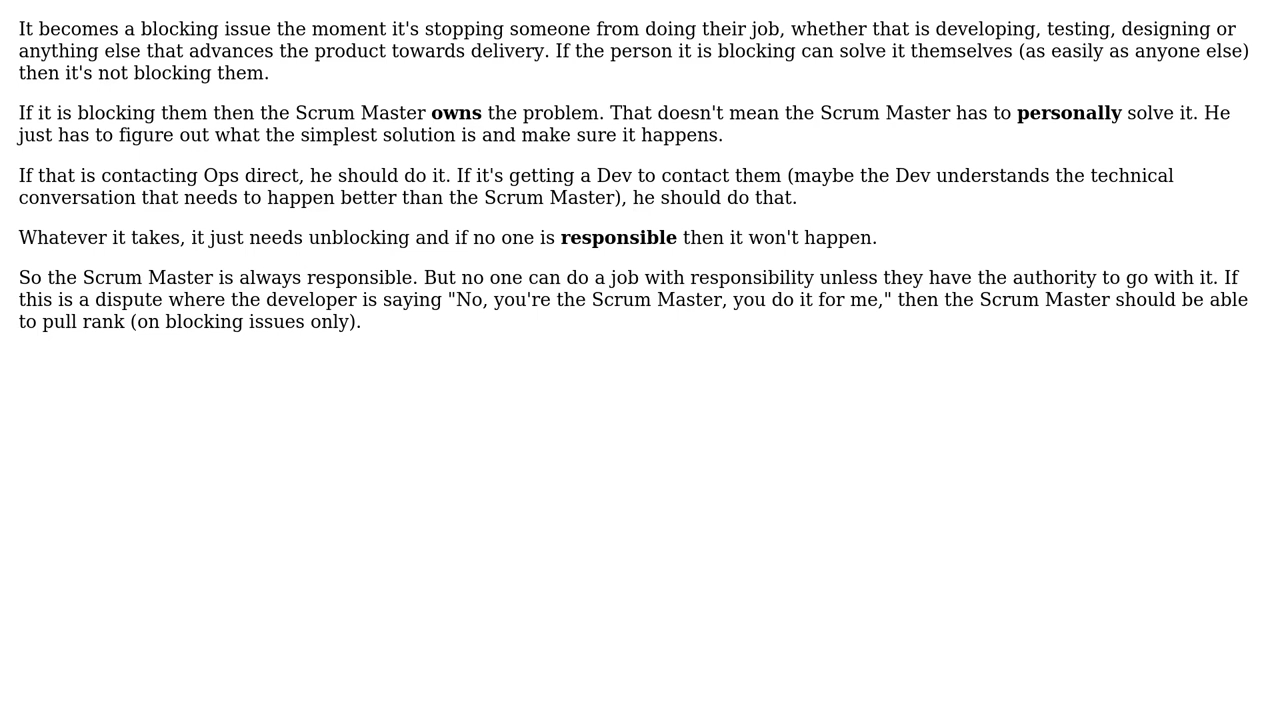 It becomes a blocking issue the moment it's stopping someone from doing their job, whether that is developing, testing, designing or
anything else that advances the product towards delivery. If the person it is blocking can solve it themselves (as easily as anyone else)
then it's not blocking them.
If it is blocking them then the Scrum Master owns the problem. That doesn't mean the Scrum Master has to personally solve it. He
just has to figure out what the simplest solution is and make sure it happens.
If that is contacting Ops direct, he should do it. If it's getting a Dev to contact them (maybe the Dev understands the technical
conversation that needs to happen better than the Scrum Master), he should do that.
Whatever it takes, it just needs unblocking and if no one is responsible then it won't happen.
So the Scrum Master is always responsible. But no one can do a job with responsibility unless they have the authority to go with it. If
this is a dispute where the developer is saying "No, you're the Scrum Master, you do it for me," then the Scrum Master should be able
to pull rank (on blocking issues only).